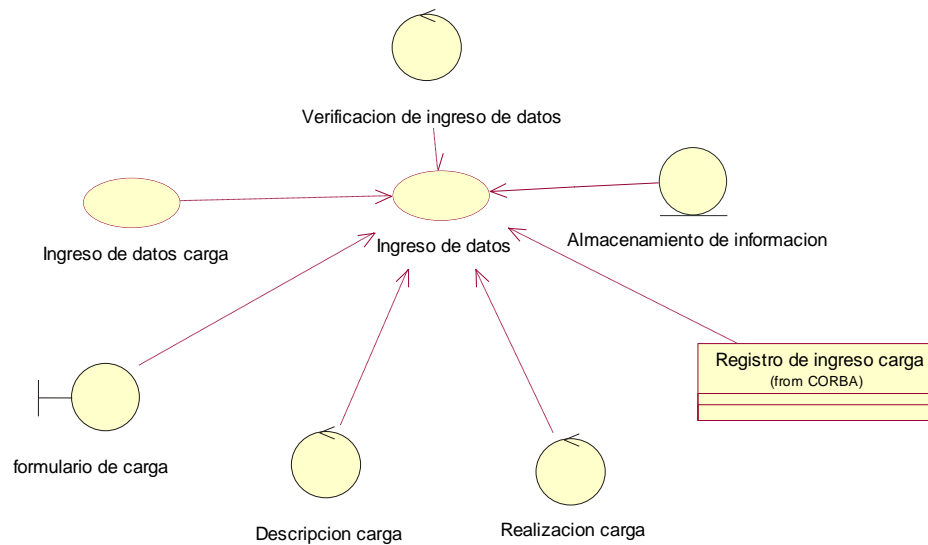 Verificacion de ingreso de datos
Ingreso de datos carga
Ingreso de datos
Almacenamiento de informacion
Registro de ingreso carga
(from CORBA)
formulario de carga
Descripcion carga
Realizacion carga